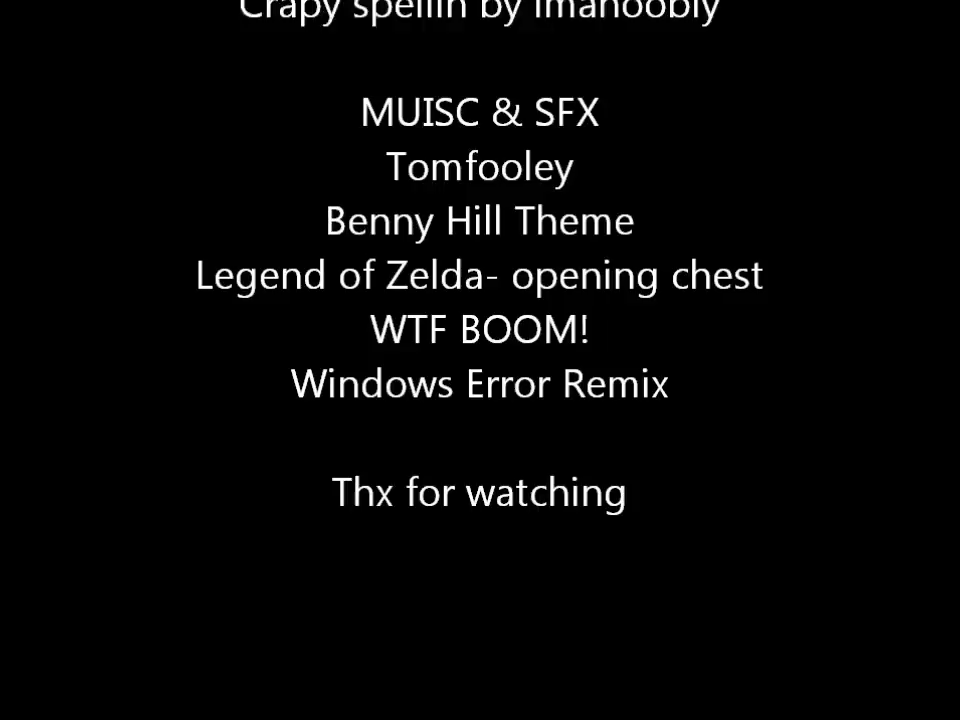 Crapy spellin by imanoobly
MUISC & SFX
Tomfooley
Benny Hill Theme
Legend of Zelda- opening chest
WTF BOOM!
Windows Error Remix
Thx for watching